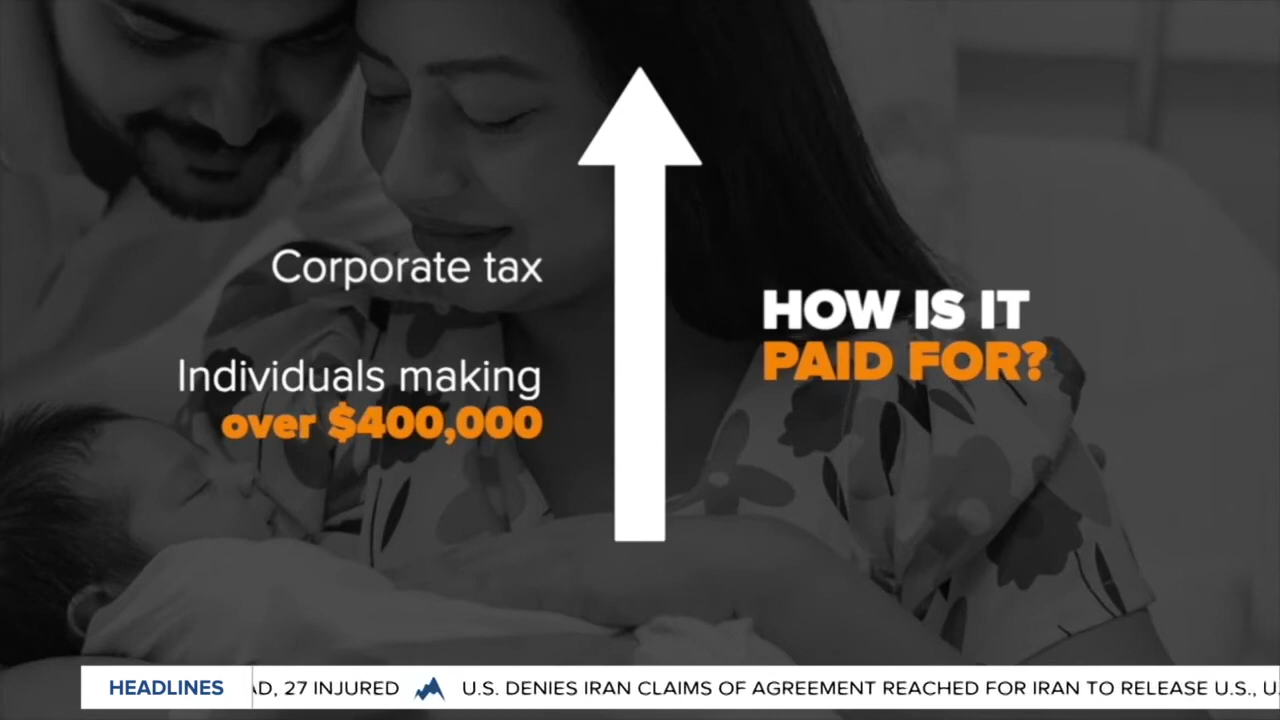 Corporate tax
Individuals making
over $400,000
HOW IS IT
PAID FOR?
HEADLINES
27 INJURED
U.S. DENIES IRAN CLAIMS OF AGREEMENT REACHED FOR IRAN TO RELEASE U.S.,